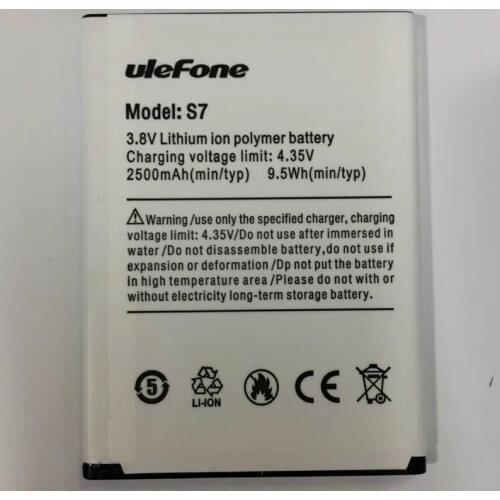 uleFone
Model: S7
3.8V Lithium ion polymer battery
Charging voltage limit: 4.35V
2500mAh(min/typ) 9.5Wh(min/typ)
⚠Warning /use only the specified charger, charging
voltage limit: 4.35V/Do not use after immersed in
water /Do not disassemble battery,do not use if
expansion or deformation /Dp not put the battery
in high temperature area /Please do not with or
without electricity long-term storage battery.
5
LI-ION
CE